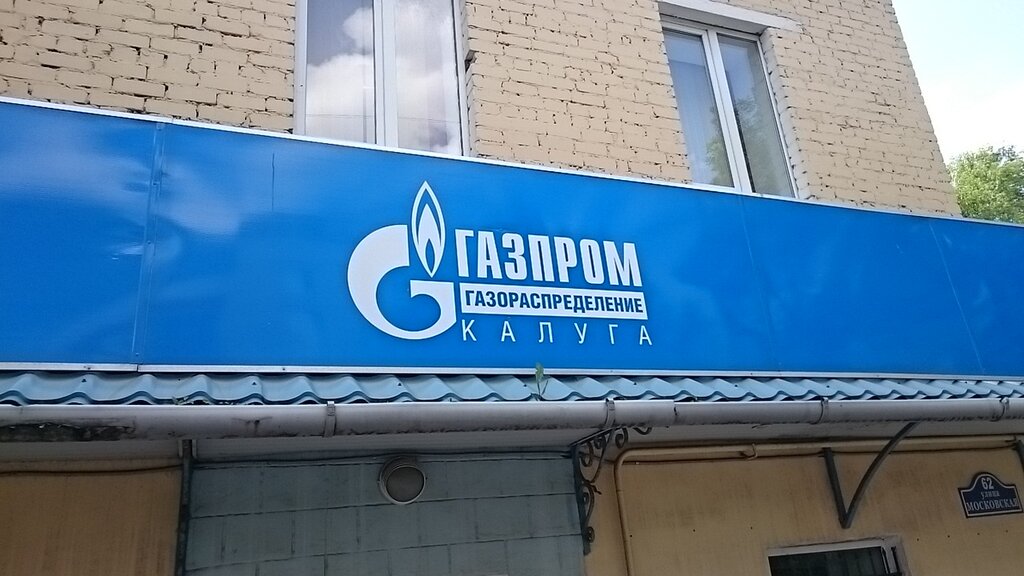 ГАЗПРОМ
ГАЗОРАСПРЕДЕЛЕНИЕ
КАЛУГА
62
улица
МОСКОВСКАЯ